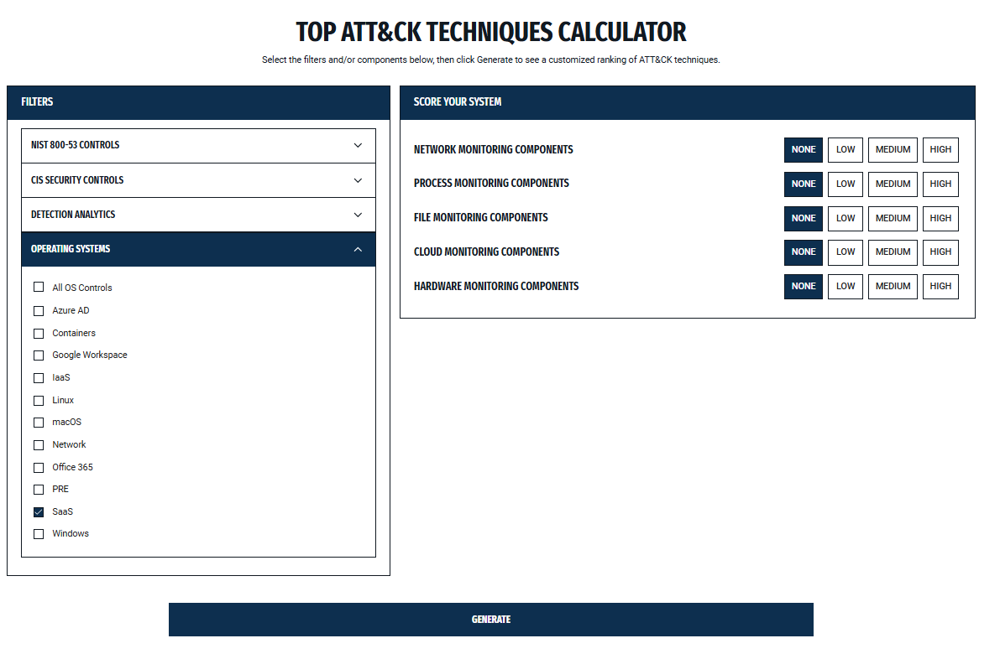 TOP ATT&CK TECHNIQUES CALCULATOR
Select the filters and/or components below, then click Generate to see a customized ranking of ATT&CK techniques.
FILTERS
NIST 800-53 CONTROLS
CIS SECURITY CONTROLS
DETECTION ANALYTICS
OPERATING SYSTEMS
All OS Controls
Azure AD
Containers
Google Workspace
IaaS
Linux
macOS
Network
Office 365
PRE
SaaS
Windows
SCORE YOUR SYSTEM
NETWORK MONITORING COMPONENTS NONE LOW MEDIUM HIGH
PROCESS MONITORING COMPONENTS NONE LOW MEDIUM HIGH
FILE MONITORING COMPONENTS NONE LOW MEDIUM HIGH
CLOUD MONITORING COMPONENTS NONE LOW MEDIUM HIGH
HARDWARE MONITORING COMPONENTS NONE LOW MEDIUM HIGH
GENERATE